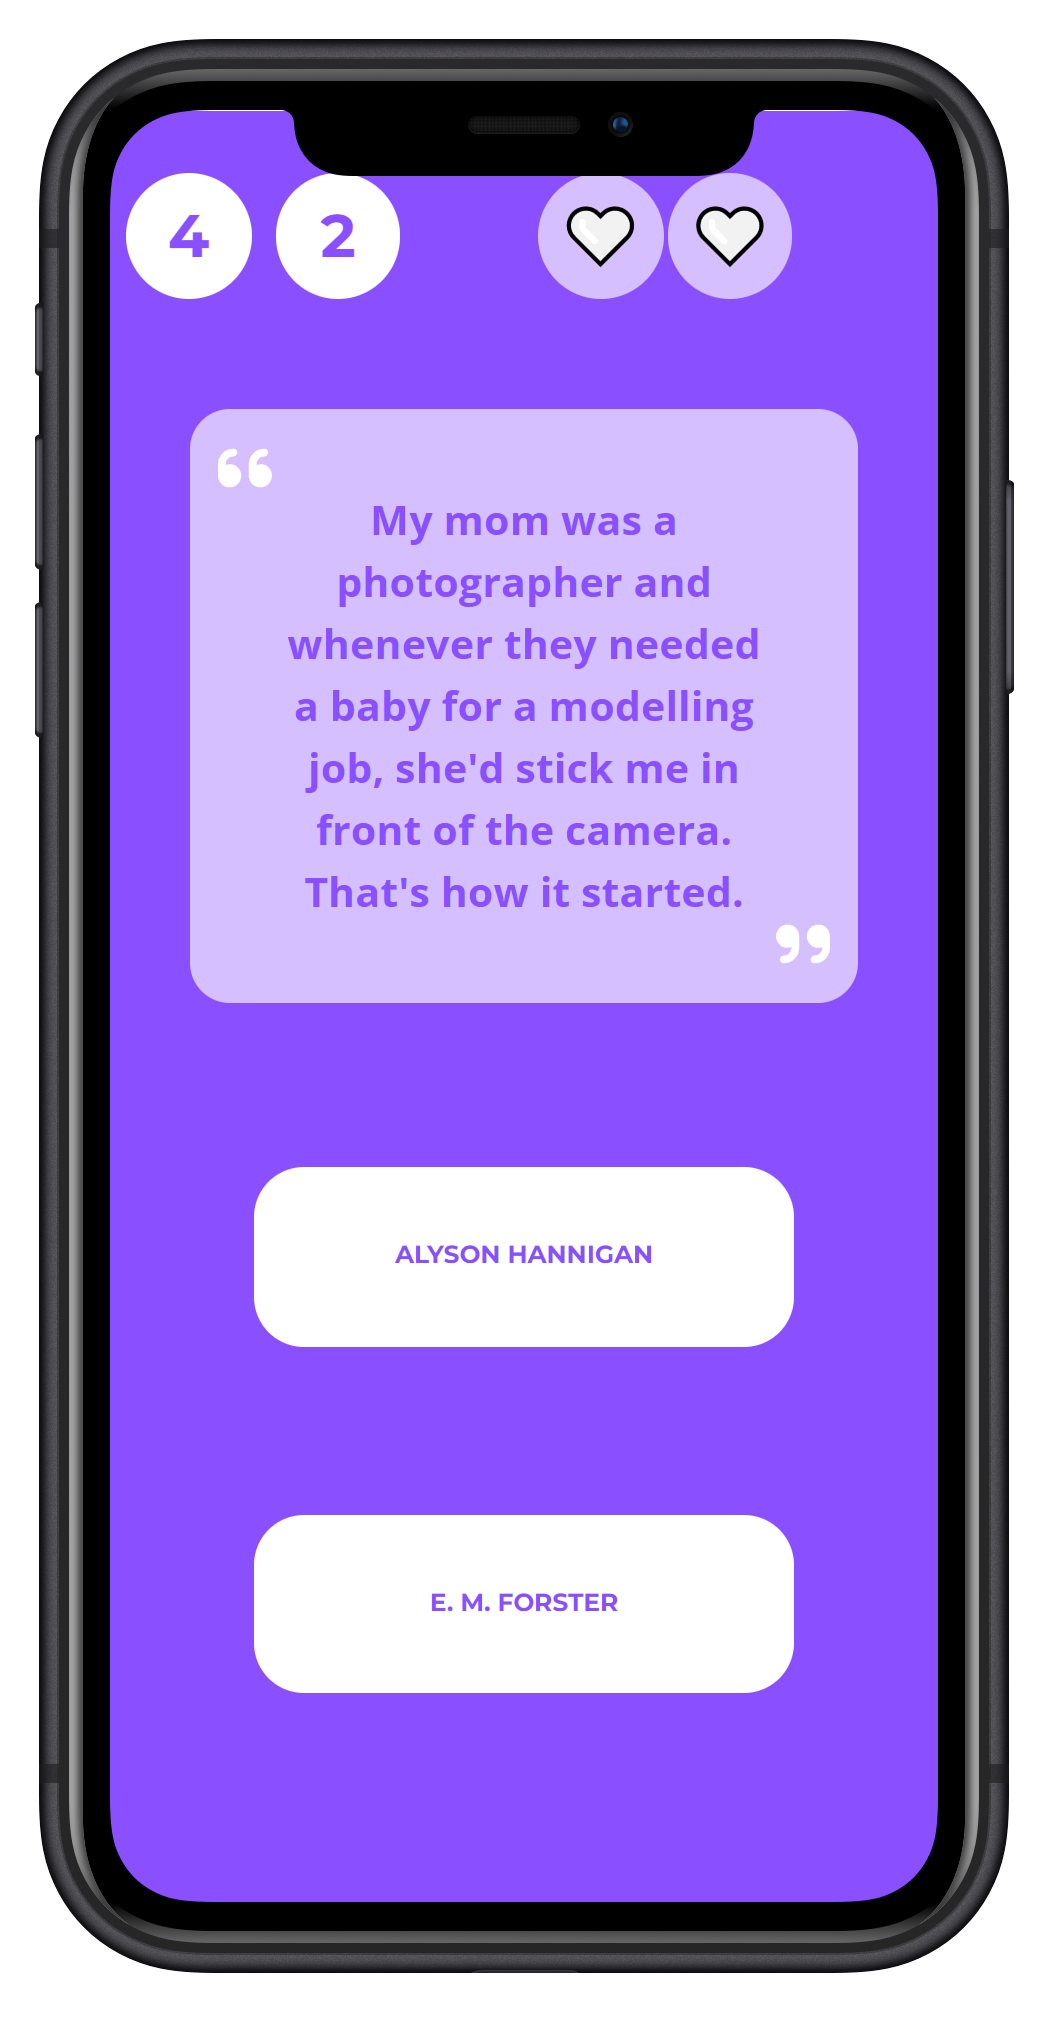 4 2
“
My mom was a
photographer and
whenever they needed
a baby for a modelling
job, she'd stick me in
front of the camera.
That's how it started.
”
ALYSON HANNIGAN
E. M. FORSTER